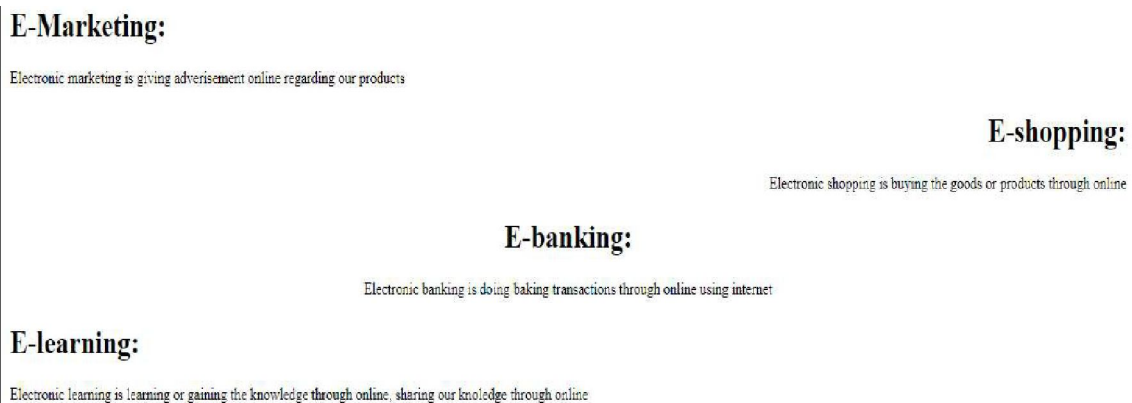 E-Marketing:
Electronic marketing is giving adverisement online regarding our products
E-shopping:
Electronic shopping is buying the goods or products through online
E-banking:
Electronic banking is doing baking transactions through online using internet
E-learning:
Electronic learning is learning or gaining the knowledge through online, sharing our knoledge through online